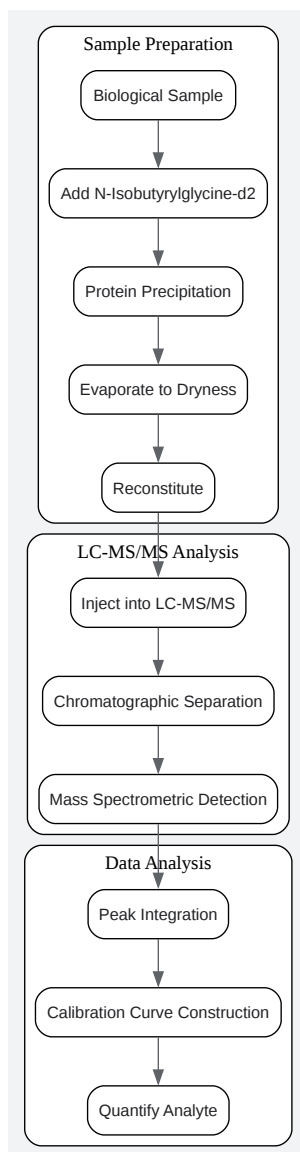 Sample Preparation
Biological Sample
Add N-Isobutyrylglycine-d2
Protein Precipitation
Evaporate to Dryness
Reconstitute
LC-MS/MS Analysis
Inject into LC-MS/MS
Chromatographic Separation
Mass Spectrometric Detection
Data Analysis
Peak Integration
Calibration Curve Construction
Quantify Analyte